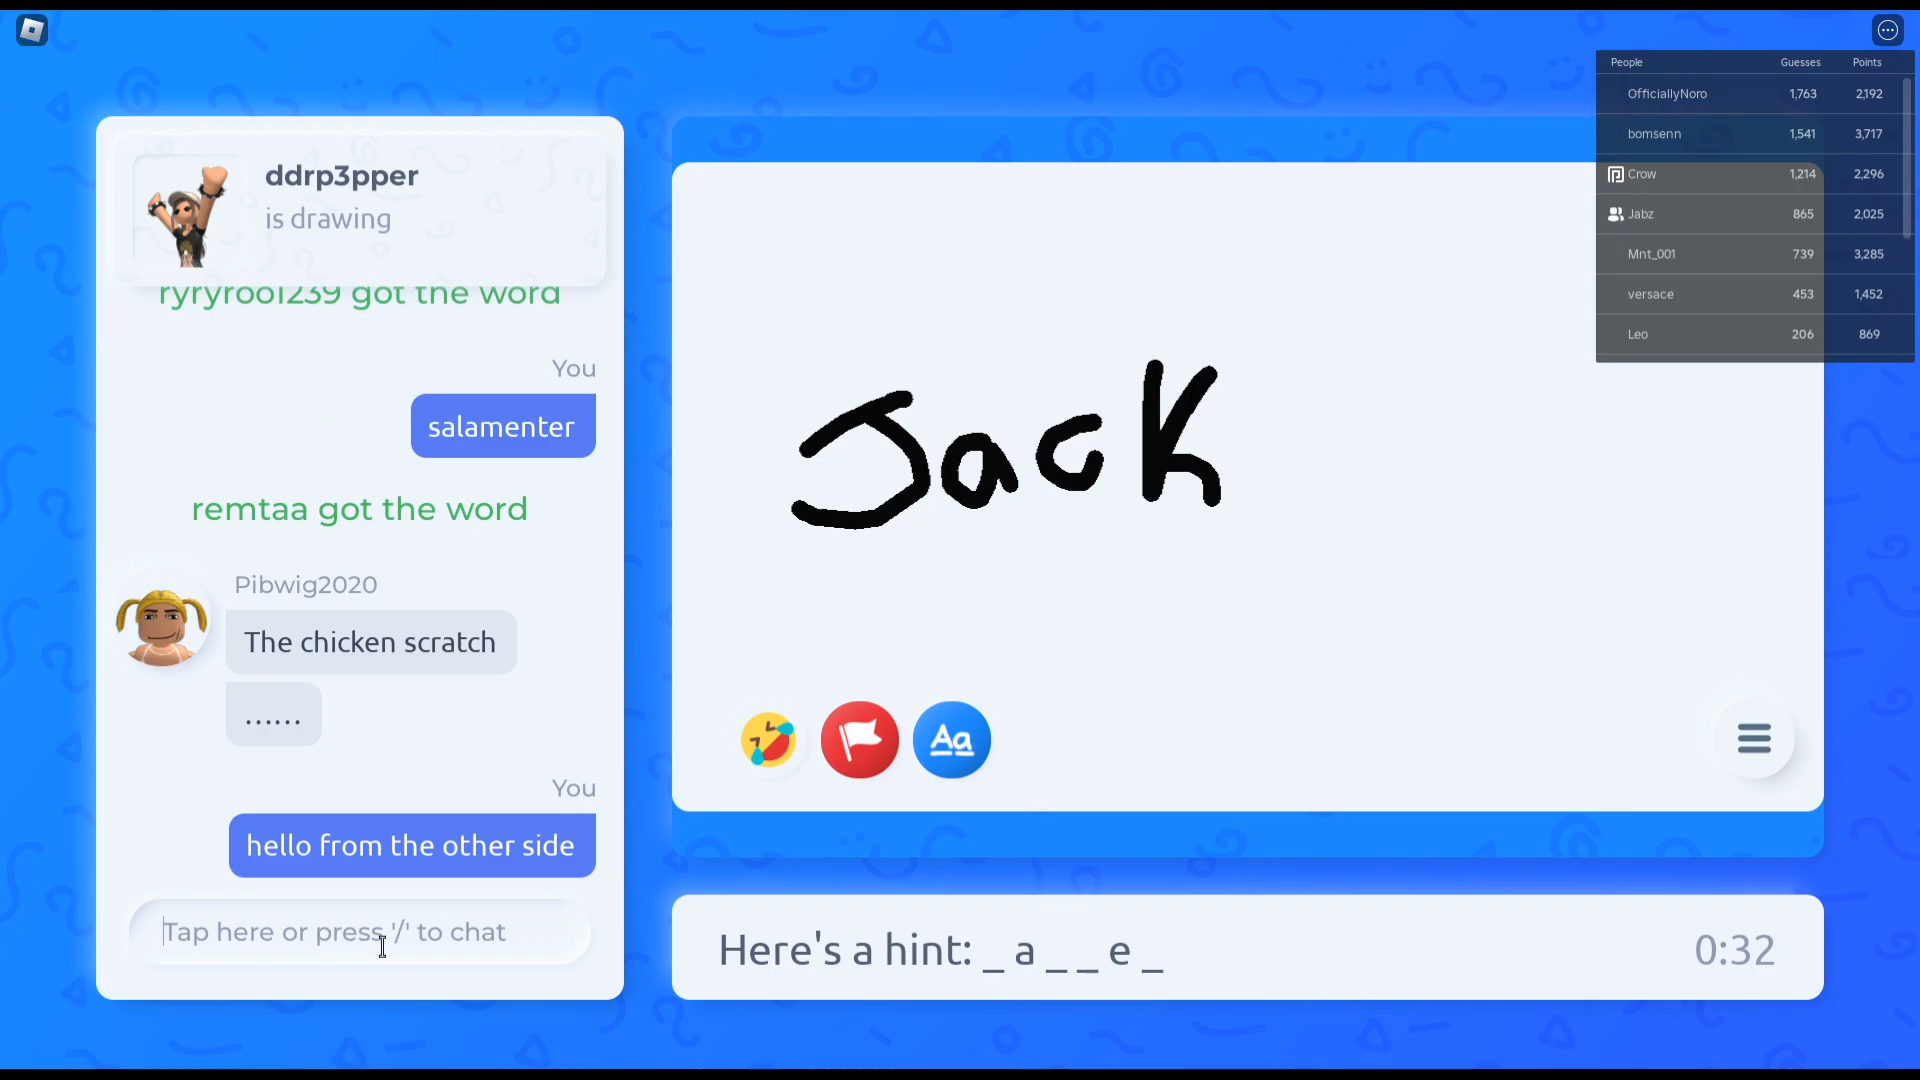 People Guesses Points
OfficiallyNoro 1,763 2,192
bomsenn 1,541 3,717
Crow 1,214 2,296
Jabz 865 2,025
Mnt_001 739 3,285
versace 453 1,452
Leo 206 869
ddrp3pper
is drawing
ryryroo1239 got the word
You
salamenter
remtaa got the word
Pibwig2020
The chicken scratch
......
You
hello from the other side
Tap here or press '/' to chat
Jack
Aa
Here's a hint: _ a _ _ e _ 0:32